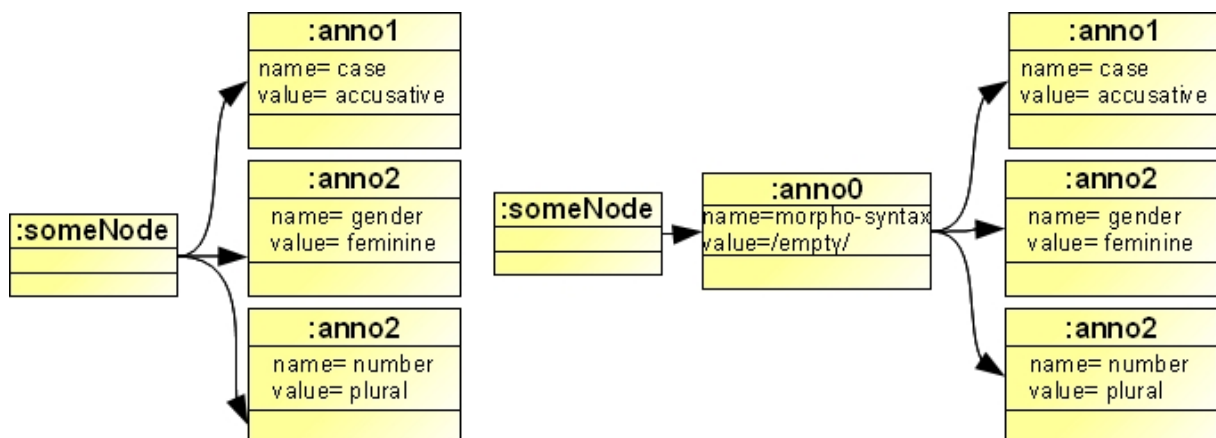 :anno1
name= case
value= accusative
:anno2
name= gender
value= feminine
:someNode
:anno2
name= number
value= plural
:someNode
:anno0
name=morpho-syntax
value=/empty/
:anno1
name= case
value= accusative
:anno2
name= gender
value= feminine
:anno2
name= number
value= plural